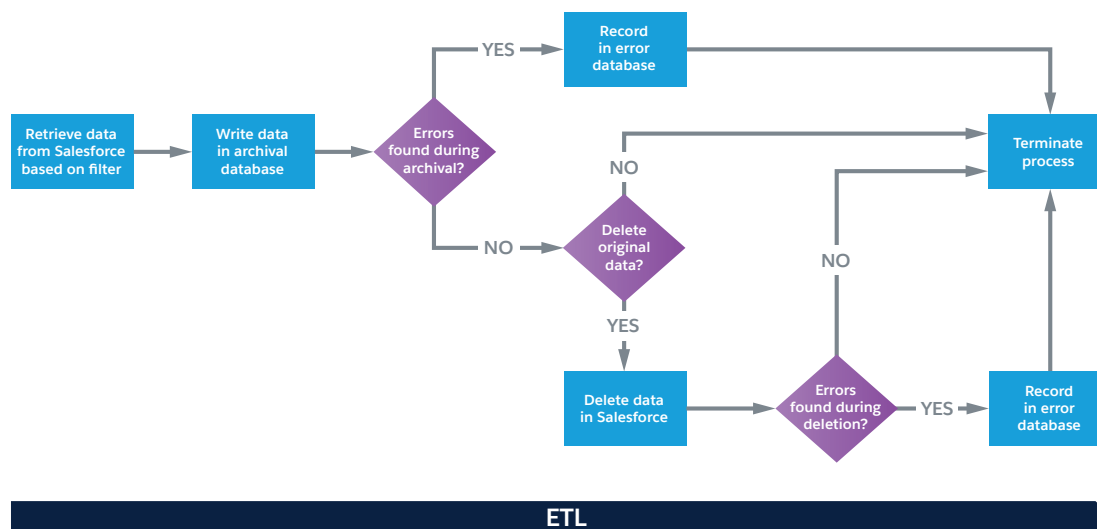 Record
in error
database
YES
Retrieve data
from Salesforce
based on filter
Write data
in archival
database
Errors
found during
archival?
Terminate
process
NO
NO
Delete
original
data?
NO
YES
Delete data
in Salesforce
Errors
found during
deletion?
YES
Record
in error
database
ETL